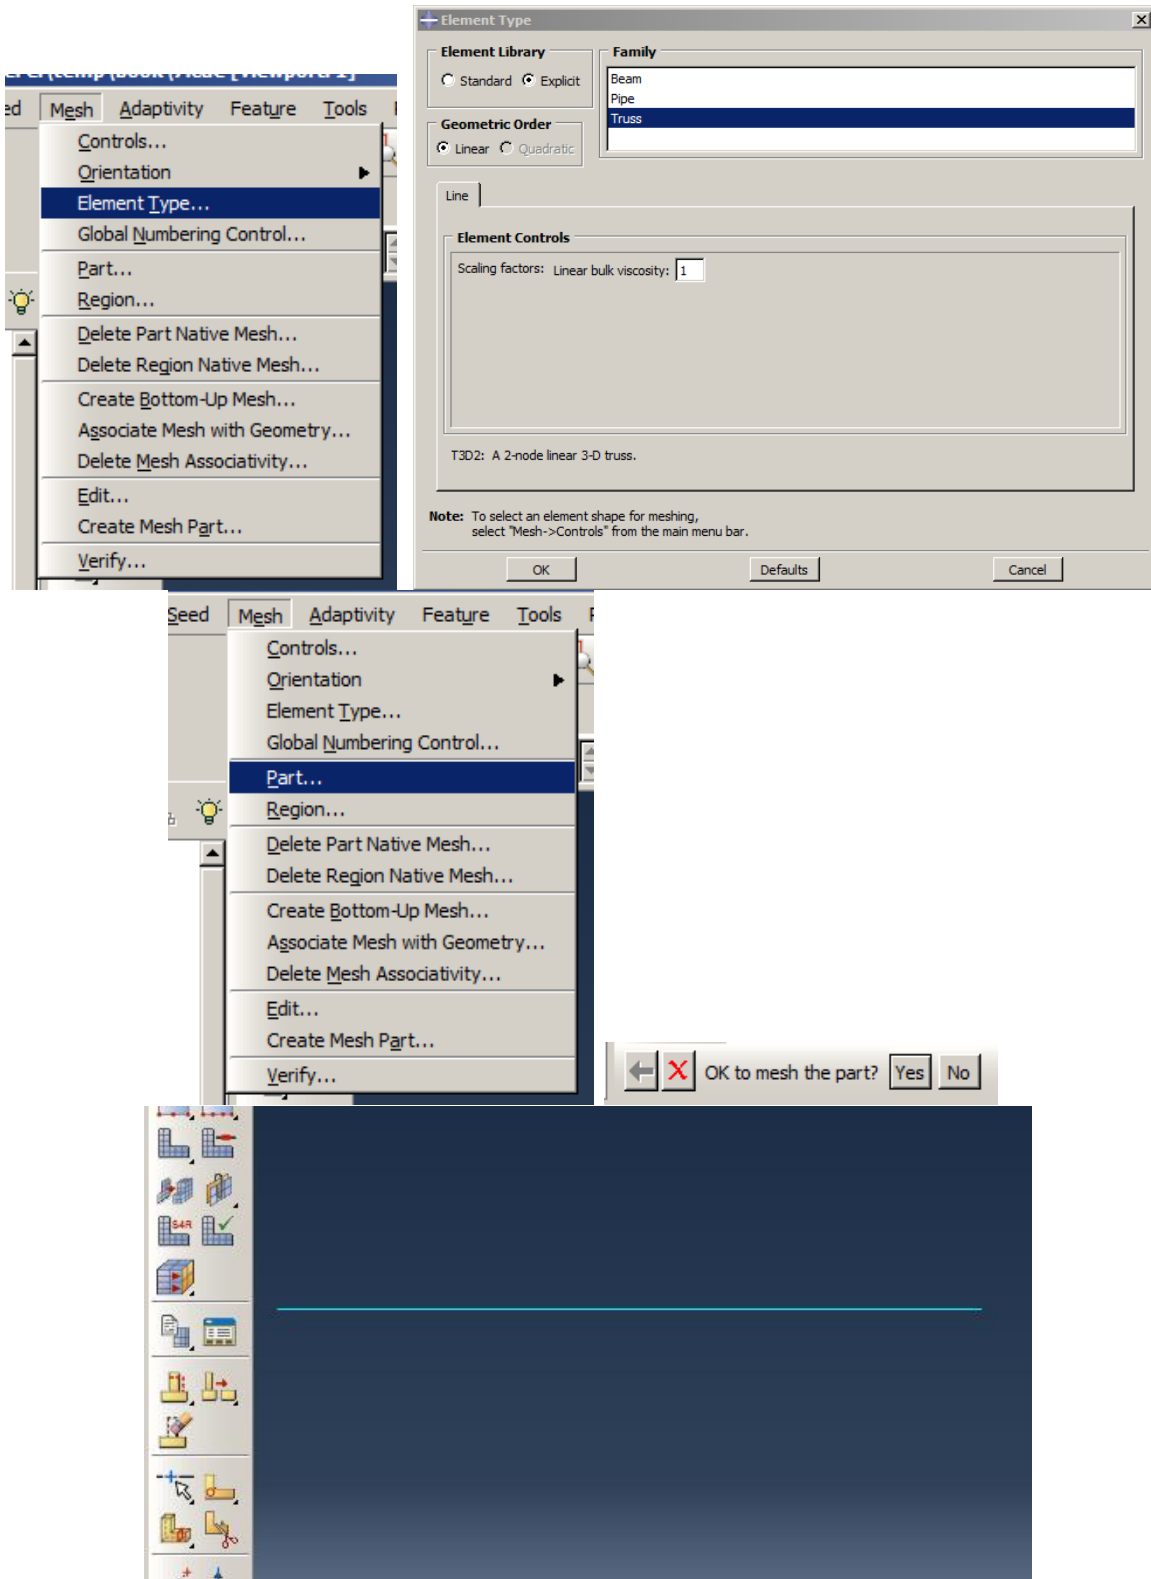 Mesh Adaptivity Feature Tools
Controls...
Orientation
Element Type...
Global Numbering Control...
Part...
Region...
Delete Part Native Mesh...
Delete Region Native Mesh...
Create Bottom-Up Mesh...
Associate Mesh with Geometry...
Delete Mesh Associativity...
Edit...
Create Mesh Part...
Verify...
Element Type
Element Library
Standard Explicit
Geometric Order
Linear Quadratic
Family
Beam
Pipe
Truss
Line
Element Controls
Scaling factors: Linear bulk viscosity: 1
T3D2: A 2-node linear 3-D truss.
Note: To select an element shape for meshing,
select "Mesh->Controls" from the main menu bar.
OK Defaults Cancel
Seed Mesh Adaptivity Feature Tools
Controls...
Orientation
Element Type...
Global Numbering Control...
Part...
Region...
Delete Part Native Mesh...
Delete Region Native Mesh...
Create Bottom-Up Mesh...
Associate Mesh with Geometry...
Delete Mesh Associativity...
Edit...
Create Mesh Part...
Verify...
X OK to mesh the part? Yes No
S4R